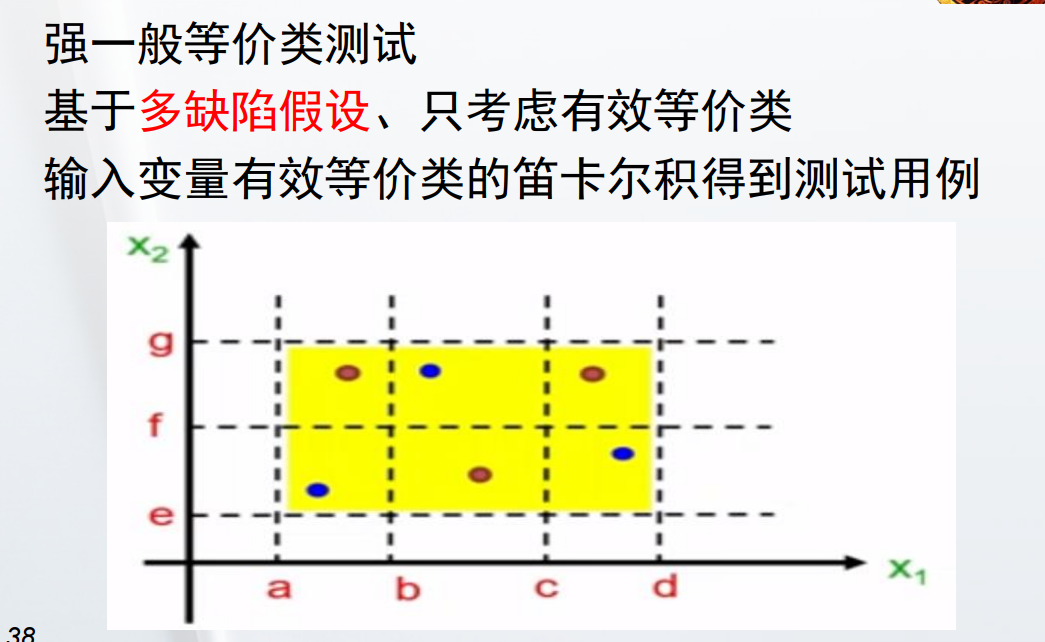 强一般等价类测试
基于多缺陷假设、只考虑有效等价类
输入变量有效等价类的笛卡尔积得到测试用例
x₂
g
f
e
a b c d
x₁
38